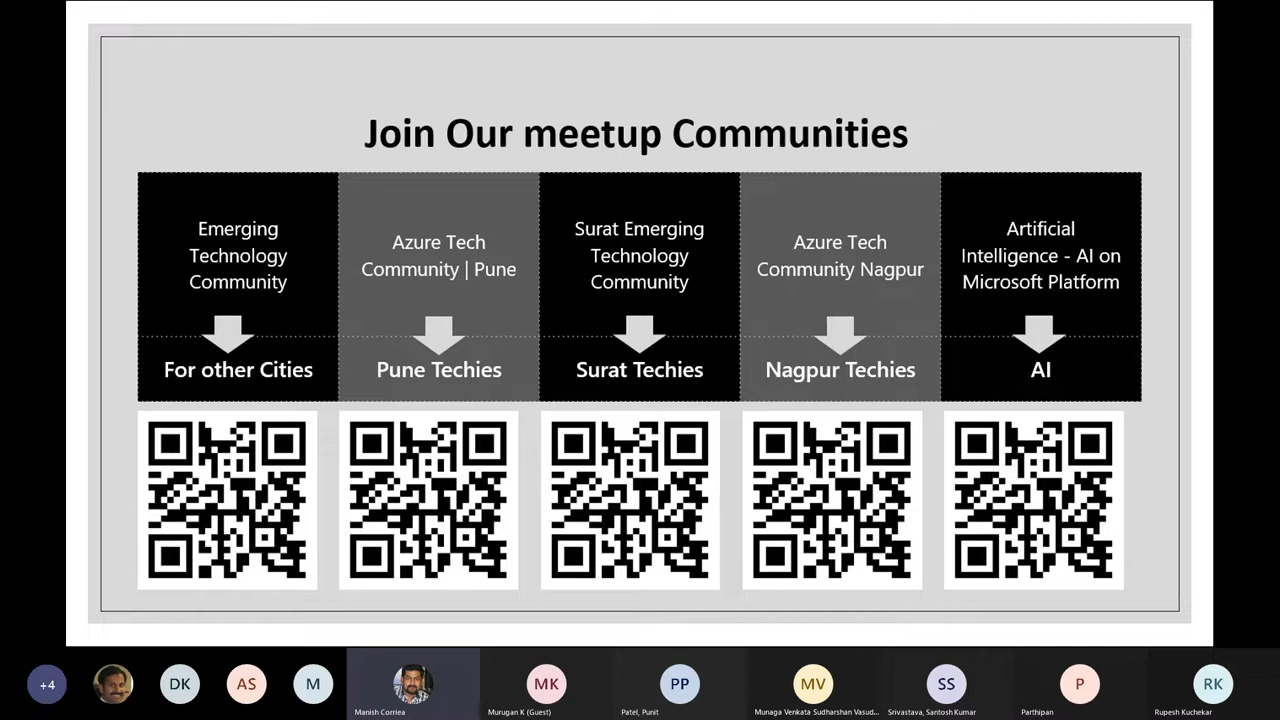 Join Our meetup Communities
Emerging
Technology
Community
Azure Tech
Community | Pune
Surat Emerging
Technology
Community
Azure Tech
Community Nagpur
Artificial
Intelligence - AI on
Microsoft Platform
For other Cities
Pune Techies
Surat Techies
Nagpur Techies
AI
+4
DK
AS
M
MK
PP
MV
SS
P
RK
Manish Corriea
Murugan K (Guest)
Patel, Punit
Munaga Venkata Sudharshan Vasud...
Srivastava, Santosh Kumar
Parthipan
Rupesh Kuchekar